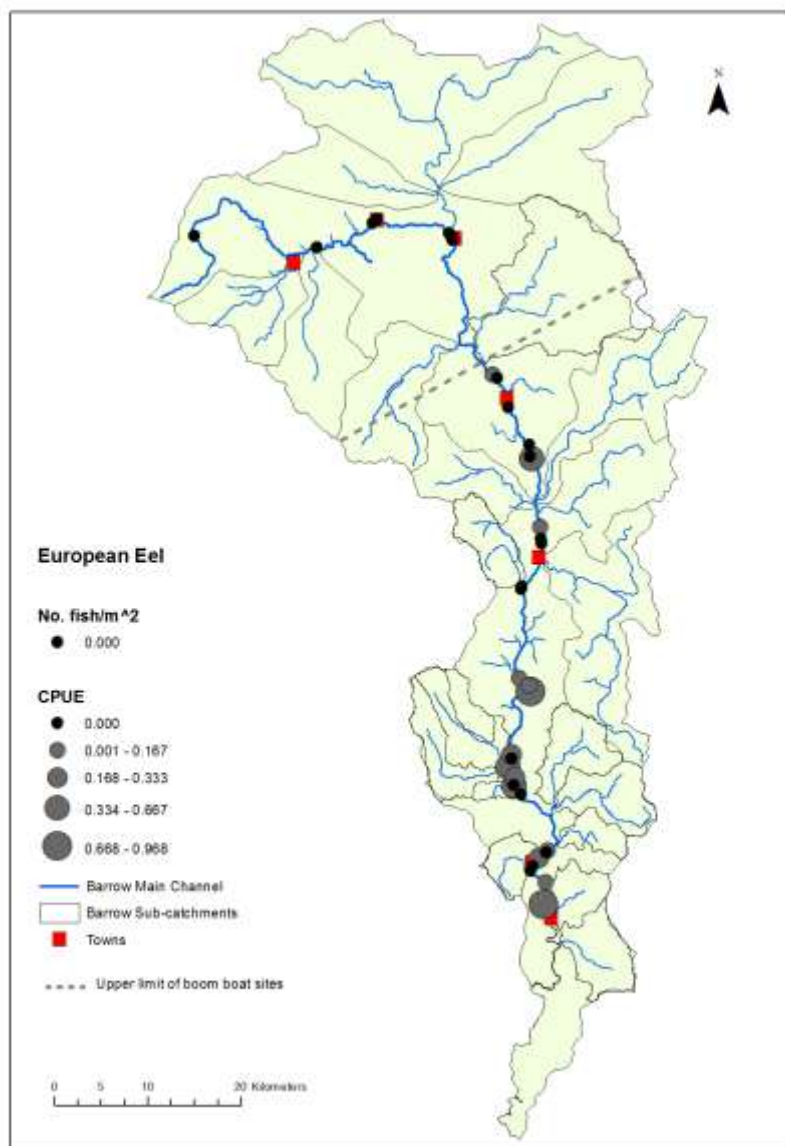 N
European Eel
No. fish/m^2
0.000
CPUE
0.000
0.001 - 0.167
0.168 - 0.333
0.334 - 0.667
0.668 - 0.968
Barrow Main Channel
Barrow Sub-catchments
Towns
Upper limit of boom boat sites
0 5 10 20 Kilometers